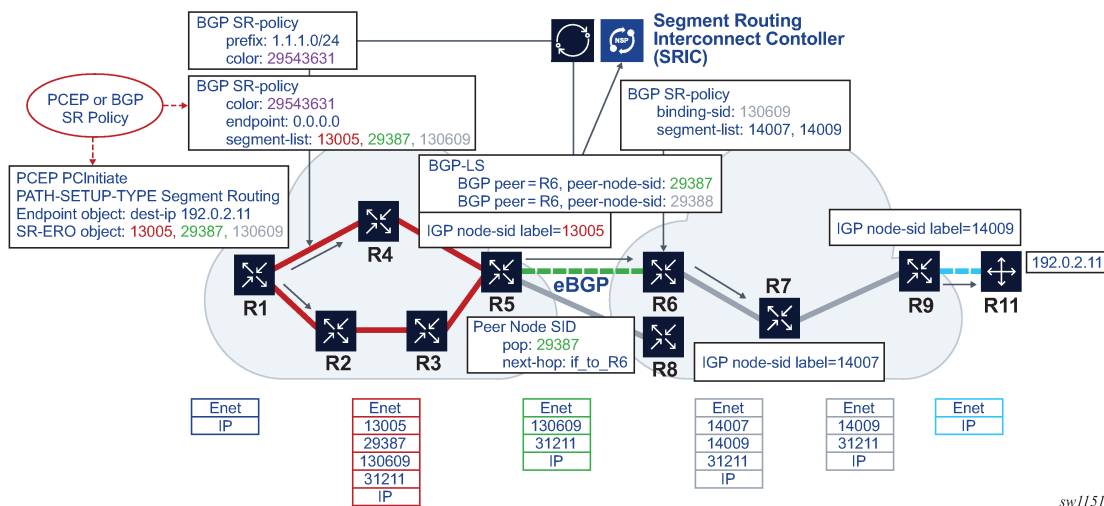 BGP SR-policy
prefix: 1.1.1.0/24
color: 29543631
NSP
Segment Routing
Interconnect Contoller
(SRIC)
PCEP or BGP
SR Policy
BGP SR-policy
color: 29543631
endpoint: 0.0.0.0
segment-list: 13005, 29387, 130609
BGP SR-policy
binding-sid: 130609
segment-list: 14007, 14009
PCEP PCInitiate
PATH-SETUP-TYPE Segment Routing
Endpoint object: dest-ip 192.0.2.11
SR-ERO object: 13005, 29387, 130609
BGP-LS
BGP peer = R6, peer-node-sid: 29387
BGP peer = R6, peer-node-sid: 29388
IGP node-sid label=13005
IGP node-sid label=14009
192.0.2.11
R1
R4
R2
R3
R5
eBGP
R6
R7
R8
R9
R11
Peer Node SID
pop: 29387
next-hop: if_to_R6
IGP node-sid label=14007
Enet
IP
Enet
13005
29387
130609
31211
IP
Enet
130609
31211
IP
Enet
14007
14009
31211
IP
Enet
14009
31211
IP
Enet
IP
sw1151